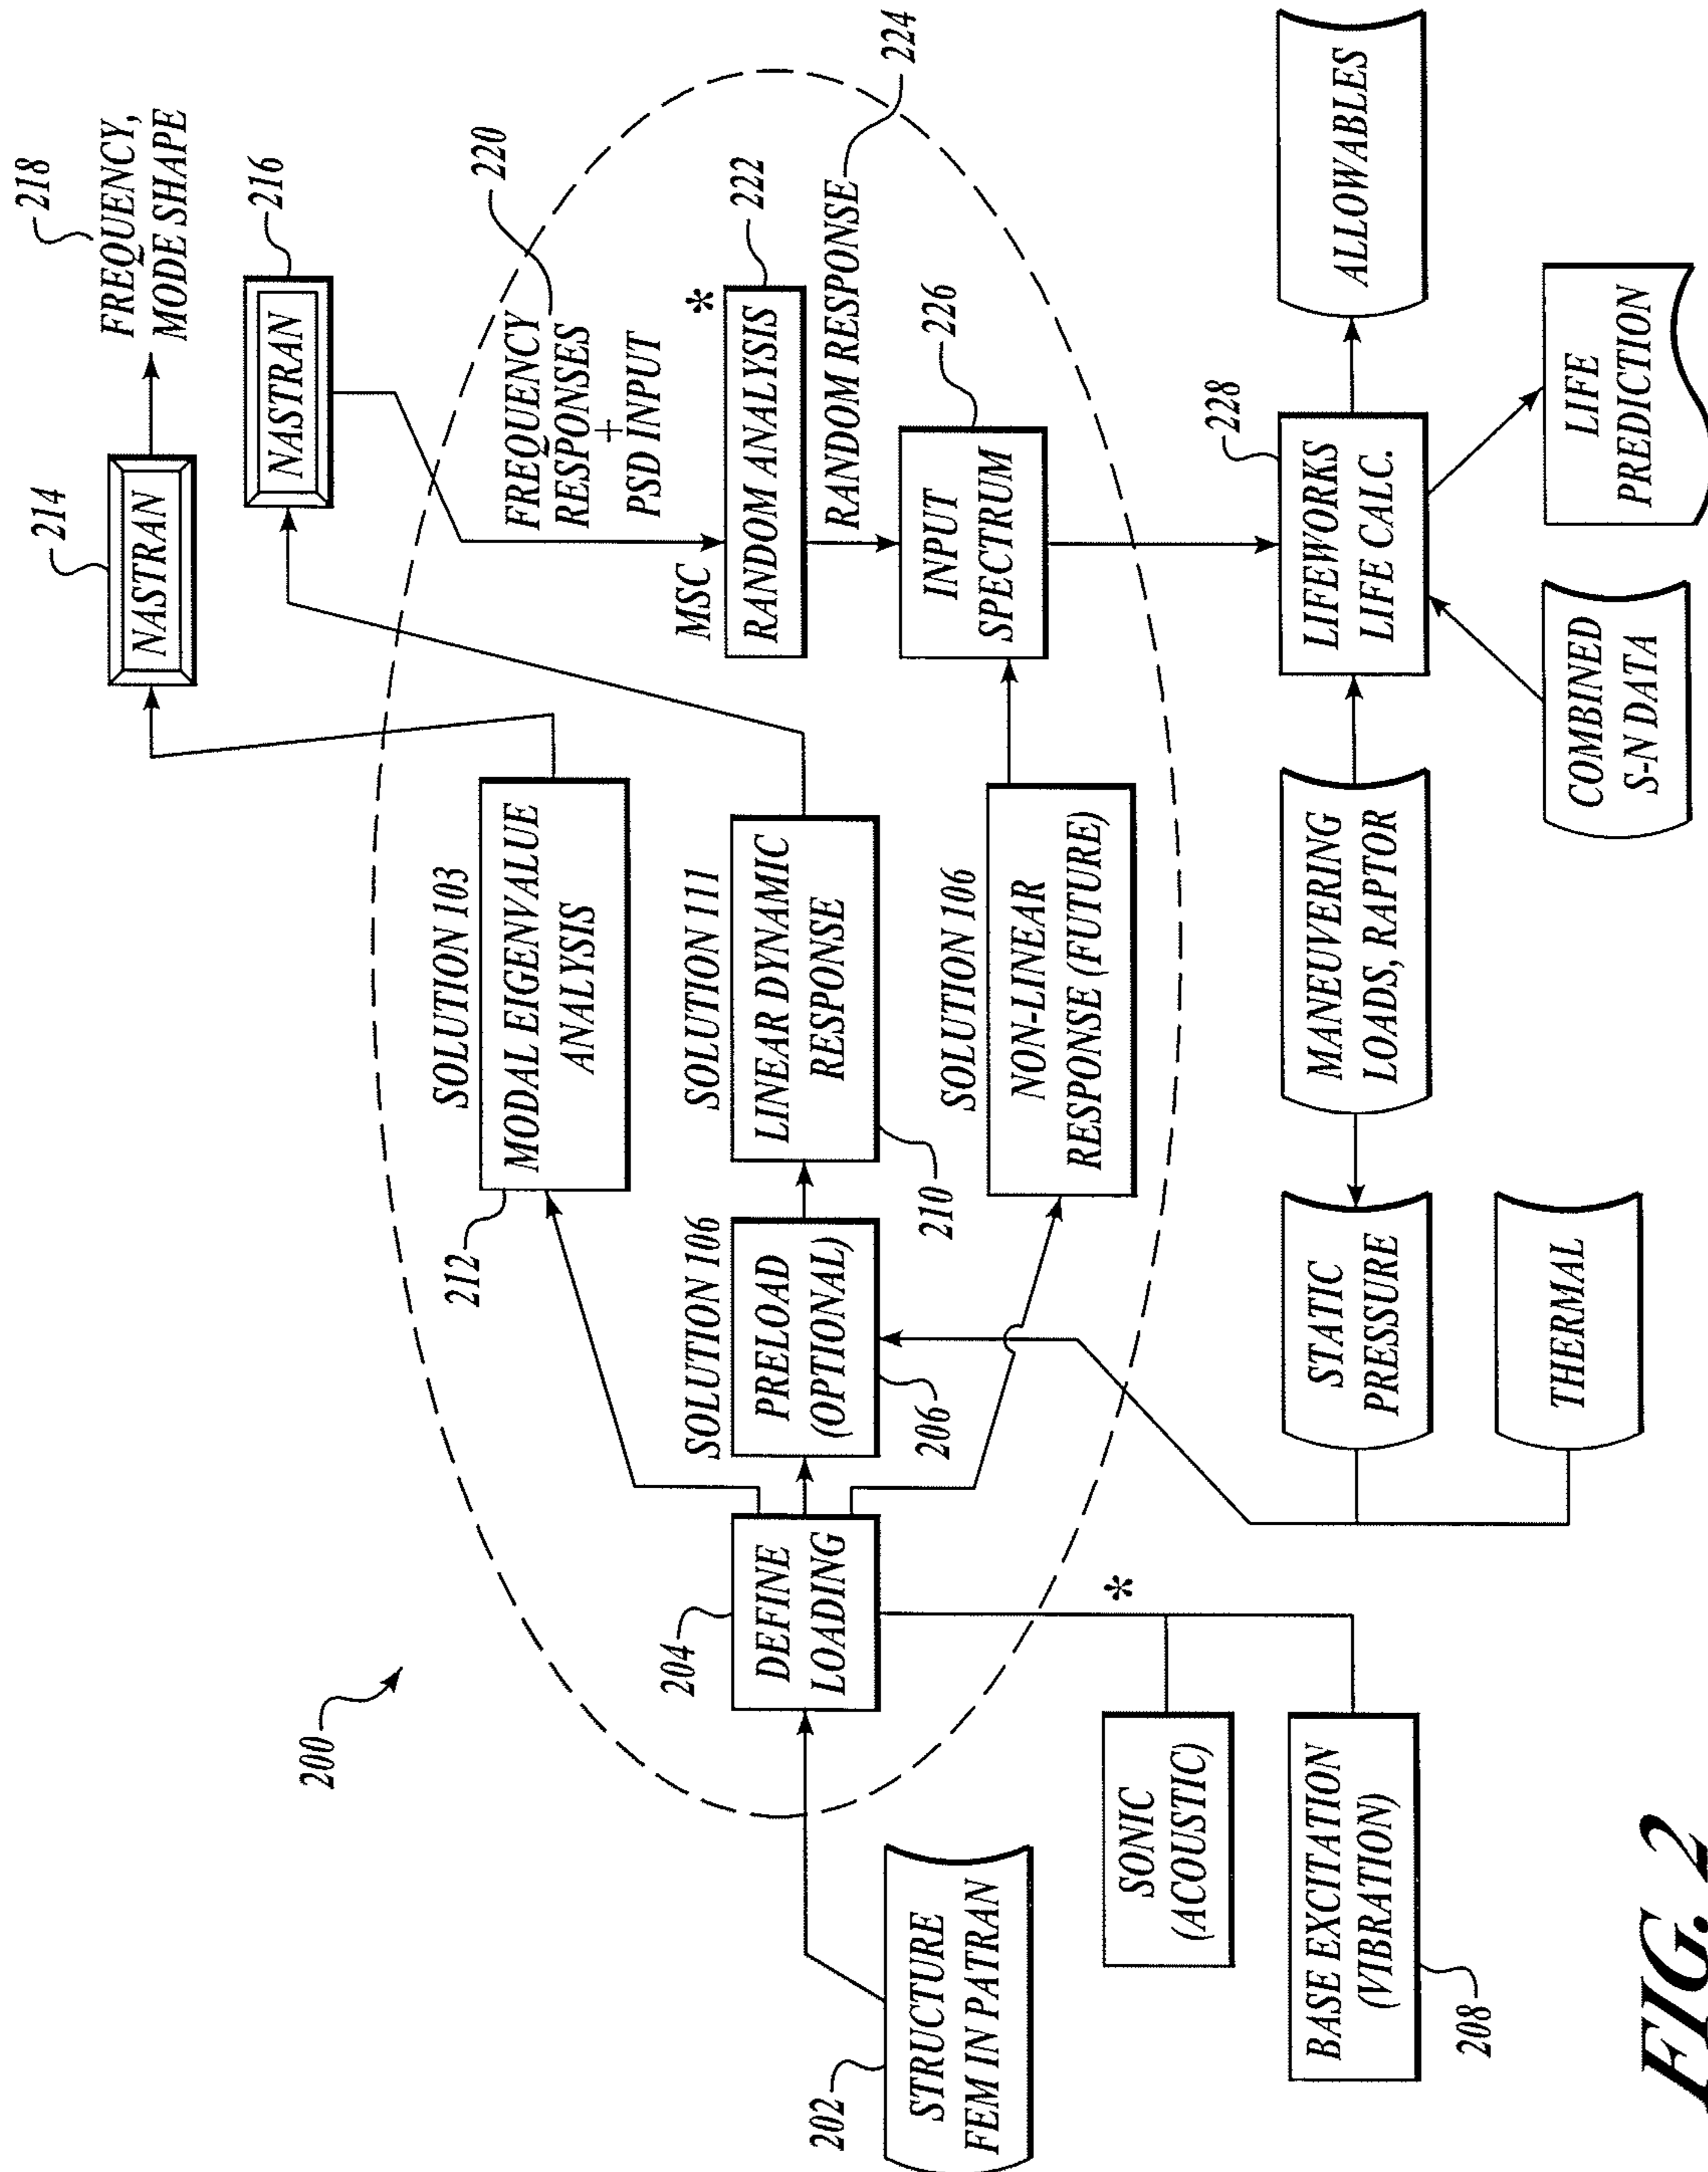 200
214
NASTRAN
218
FREQUENCY,
MODE SHAPE
NASTRAN
216
SOLUTION 103
MODAL EIGENVALUE
ANALYSIS
212
220
FREQUENCY
RESPONSES
+
PSD INPUT
SOLUTION 106
PRELOAD
(OPTIONAL)
206
SOLUTION 111
LINEAR DYNAMIC
RESPONSE
210
MSC
*
RANDOM ANALYSIS
222
RANDOM RESPONSE
224
204
DEFINE
LOADING
202
STRUCTURE
FEM IN PATRAN
SOLUTION 106
NON-LINEAR
RESPONSE (FUTURE)
INPUT
SPECTRUM
226
*
SONIC
(ACOUSTIC)
BASE EXCITATION
(VIBRATION)
208
STATIC
PRESSURE
MANEUVERING
LOADS, RAPTOR
LIFEWORKS
LIFE CALC.
228
ALLOWABLES
THERMAL
COMBINED
S-N DATA
LIFE
PREDICTION
FIG. 2